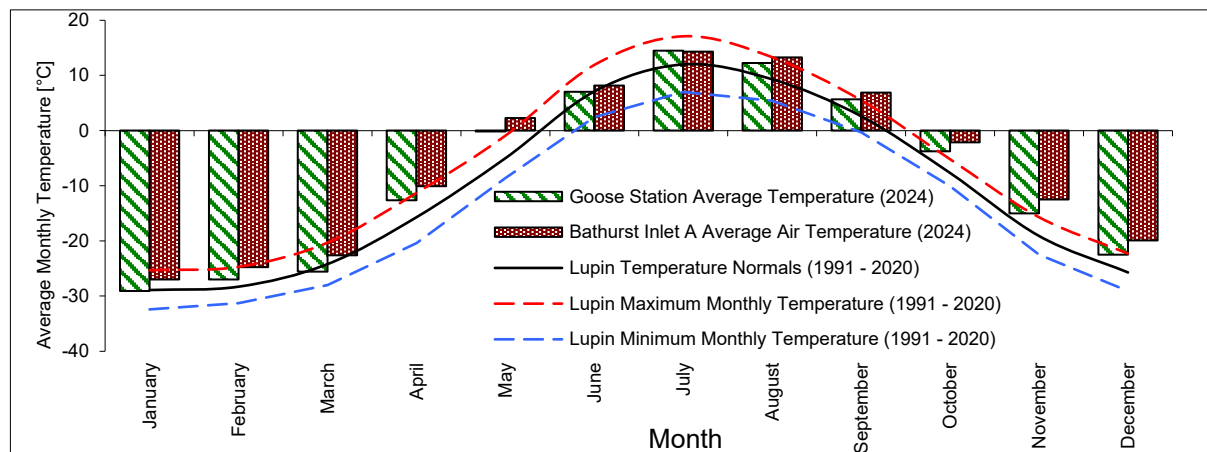 Average Monthly Temperature [°C]
20
10
0
-10
-20
-30
-40
Goose Station Average Temperature (2024)
Bathurst Inlet A Average Air Temperature (2024)
Lupin Temperature Normals (1991 - 2020)
Lupin Maximum Monthly Temperature (1991 - 2020)
Lupin Minimum Monthly Temperature (1991 - 2020)
January
February
March
April
May
June
July
August
September
October
November
December
Month